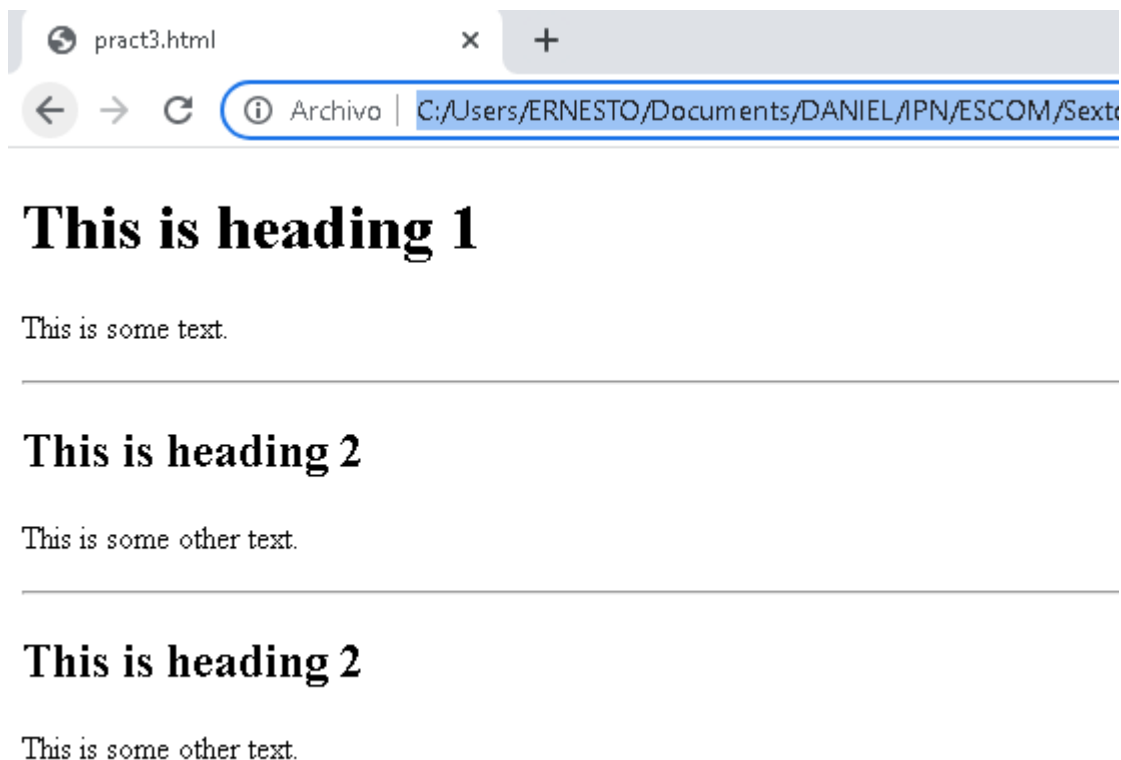 pract3.html
Archivo | C:/Users/ERNESTO/Documents/DANIEL/IPN/ESCOM/Sexto
This is heading 1
This is some text.
This is heading 2
This is some other text.
This is heading 2
This is some other text.